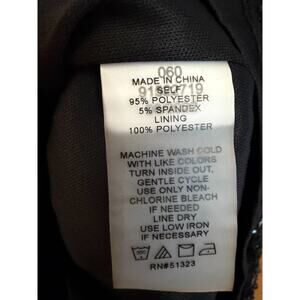 060
MADE IN CHINA
SELF
95% POLYESTER
5% SPANDEX
LINING
100% POLYESTER
MACHINE WASH COLD
WITH LIKE COLORS
TURN INSIDE OUT,
GENTLE CYCLE
USE ONLY NON-
CHLORINE BLEACH
IF NEEDED
LINE DRY
USE LOW IRON
IF NECESSARY
RN#51323